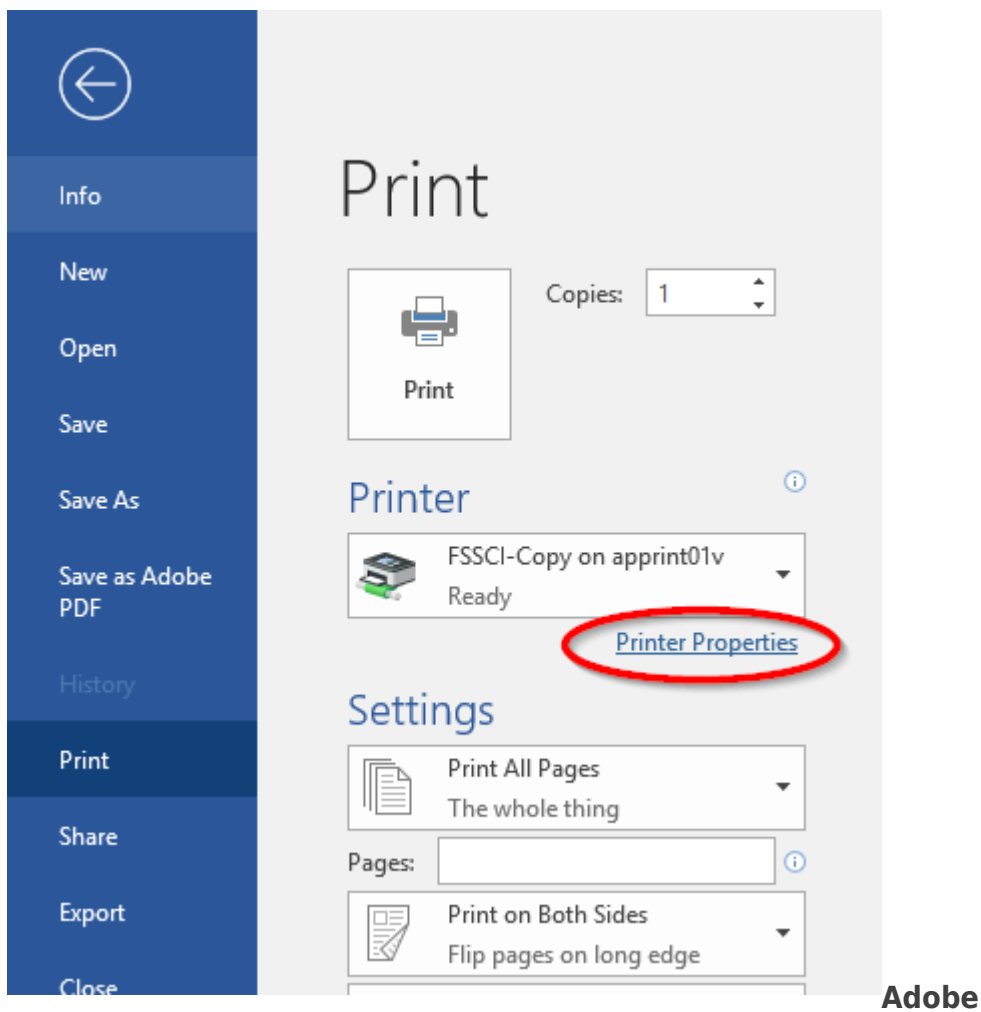 Info
New
Open
Save
Save As
Save as Adobe
PDF
History
Print
Share
Export
Close
Print
Copies: 1
Print
Printer
FSSCI-Copy on apprint01v
Ready
Printer Properties
Settings
Print All Pages
The whole thing
Pages:
Print on Both Sides
Flip pages on long edge
Adobe